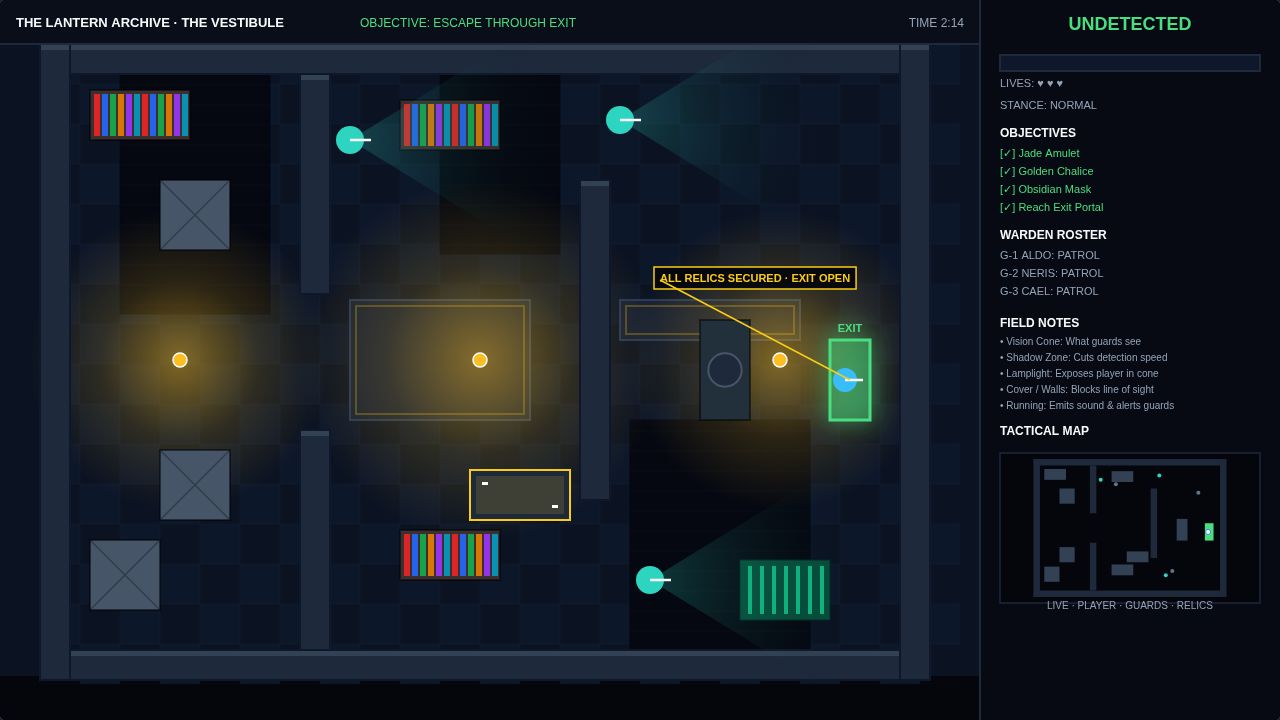 THE LANTERN ARCHIVE · THE VESTIBULE
OBJECTIVE: ESCAPE THROUGH EXIT
TIME 2:14
ALL RELICS SECURED · EXIT OPEN
EXIT
UNDETECTED
LIVES: ♥ ♥ ♥
STANCE: NORMAL
OBJECTIVES
[✓] Jade Amulet
[✓] Golden Chalice
[✓] Obsidian Mask
[✓] Reach Exit Portal
WARDEN ROSTER
G-1 ALDO: PATROL
G-2 NERIS: PATROL
G-3 CAEL: PATROL
FIELD NOTES
• Vision Cone: What guards see
• Shadow Zone: Cuts detection speed
• Lamplight: Exposes player in cone
• Cover / Walls: Blocks line of sight
• Running: Emits sound & alerts guards
TACTICAL MAP
LIVE · PLAYER · GUARDS · RELICS